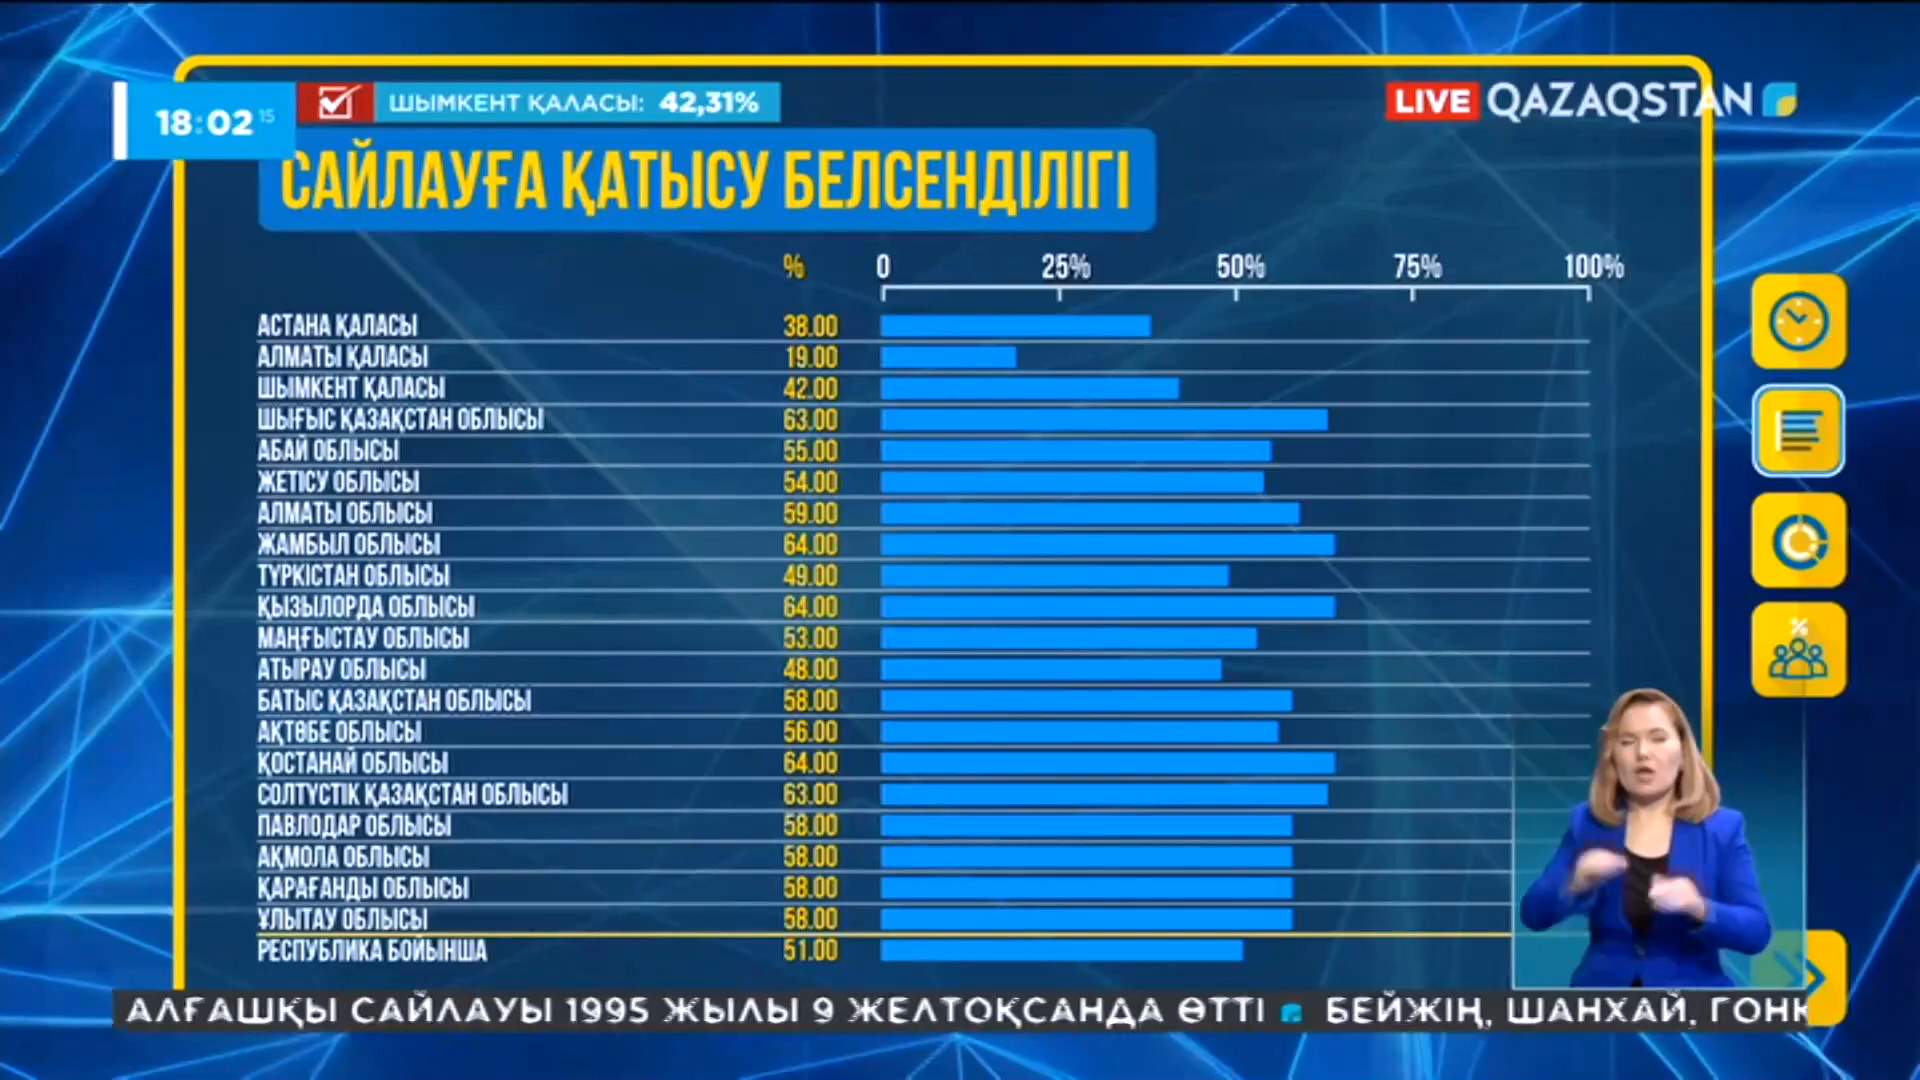 18:02 15
ШЫМКЕНТ ҚАЛАСЫ: 42,31%
LIVE QAZAQSTAN
САЙЛАУҒА ҚАТЫСУ БЕЛСЕНДІЛІГІ
% 0 25% 50% 75% 100%
АСТАНА ҚАЛАСЫ 38.00
АЛМАТЫ ҚАЛАСЫ 19.00
ШЫМКЕНТ ҚАЛАСЫ 42.00
ШЫҒЫС ҚАЗАҚСТАН ОБЛЫСЫ 63.00
АБАЙ ОБЛЫСЫ 55.00
ЖЕТІСУ ОБЛЫСЫ 54.00
АЛМАТЫ ОБЛЫСЫ 59.00
ЖАМБЫЛ ОБЛЫСЫ 64.00
ТҮРКІСТАН ОБЛЫСЫ 49.00
ҚЫЗЫЛОРДА ОБЛЫСЫ 64.00
МАҢҒЫСТАУ ОБЛЫСЫ 53.00
АТЫРАУ ОБЛЫСЫ 48.00
БАТЫС ҚАЗАҚСТАН ОБЛЫСЫ 58.00
АҚТӨБЕ ОБЛЫСЫ 56.00
ҚОСТАНАЙ ОБЛЫСЫ 64.00
СОЛТҮСТІК ҚАЗАҚСТАН ОБЛЫСЫ 63.00
ПАВЛОДАР ОБЛЫСЫ 58.00
АҚМОЛА ОБЛЫСЫ 58.00
ҚАРАҒАНДЫ ОБЛЫСЫ 58.00
ҰЛЫТАУ ОБЛЫСЫ 58.00
РЕСПУБЛИКА БОЙЫНША 51.00
%
АЛҒАШҚЫ САЙЛАУЫ 1995 ЖЫЛЫ 9 ЖЕЛТОҚСАНДА ӨТТІ БЕЙЖІҢ, ШАНХАЙ, ГОНК